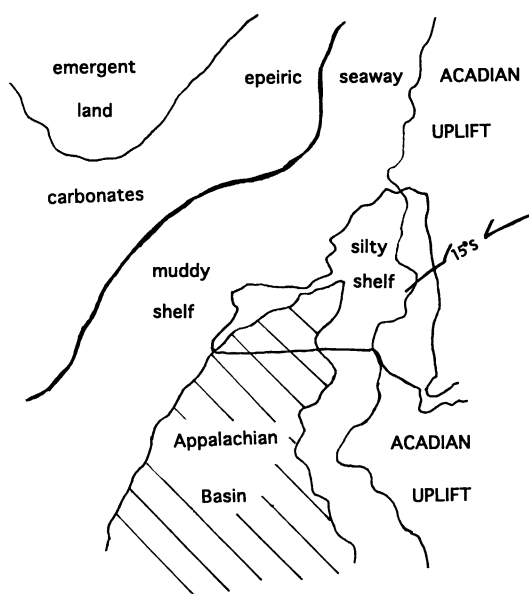 emergent
land
epeiric seaway
ACADIAN
UPLIFT
carbonates
silty
shelf
15°S
muddy
shelf
Appalachian
Basin
ACADIAN
UPLIFT